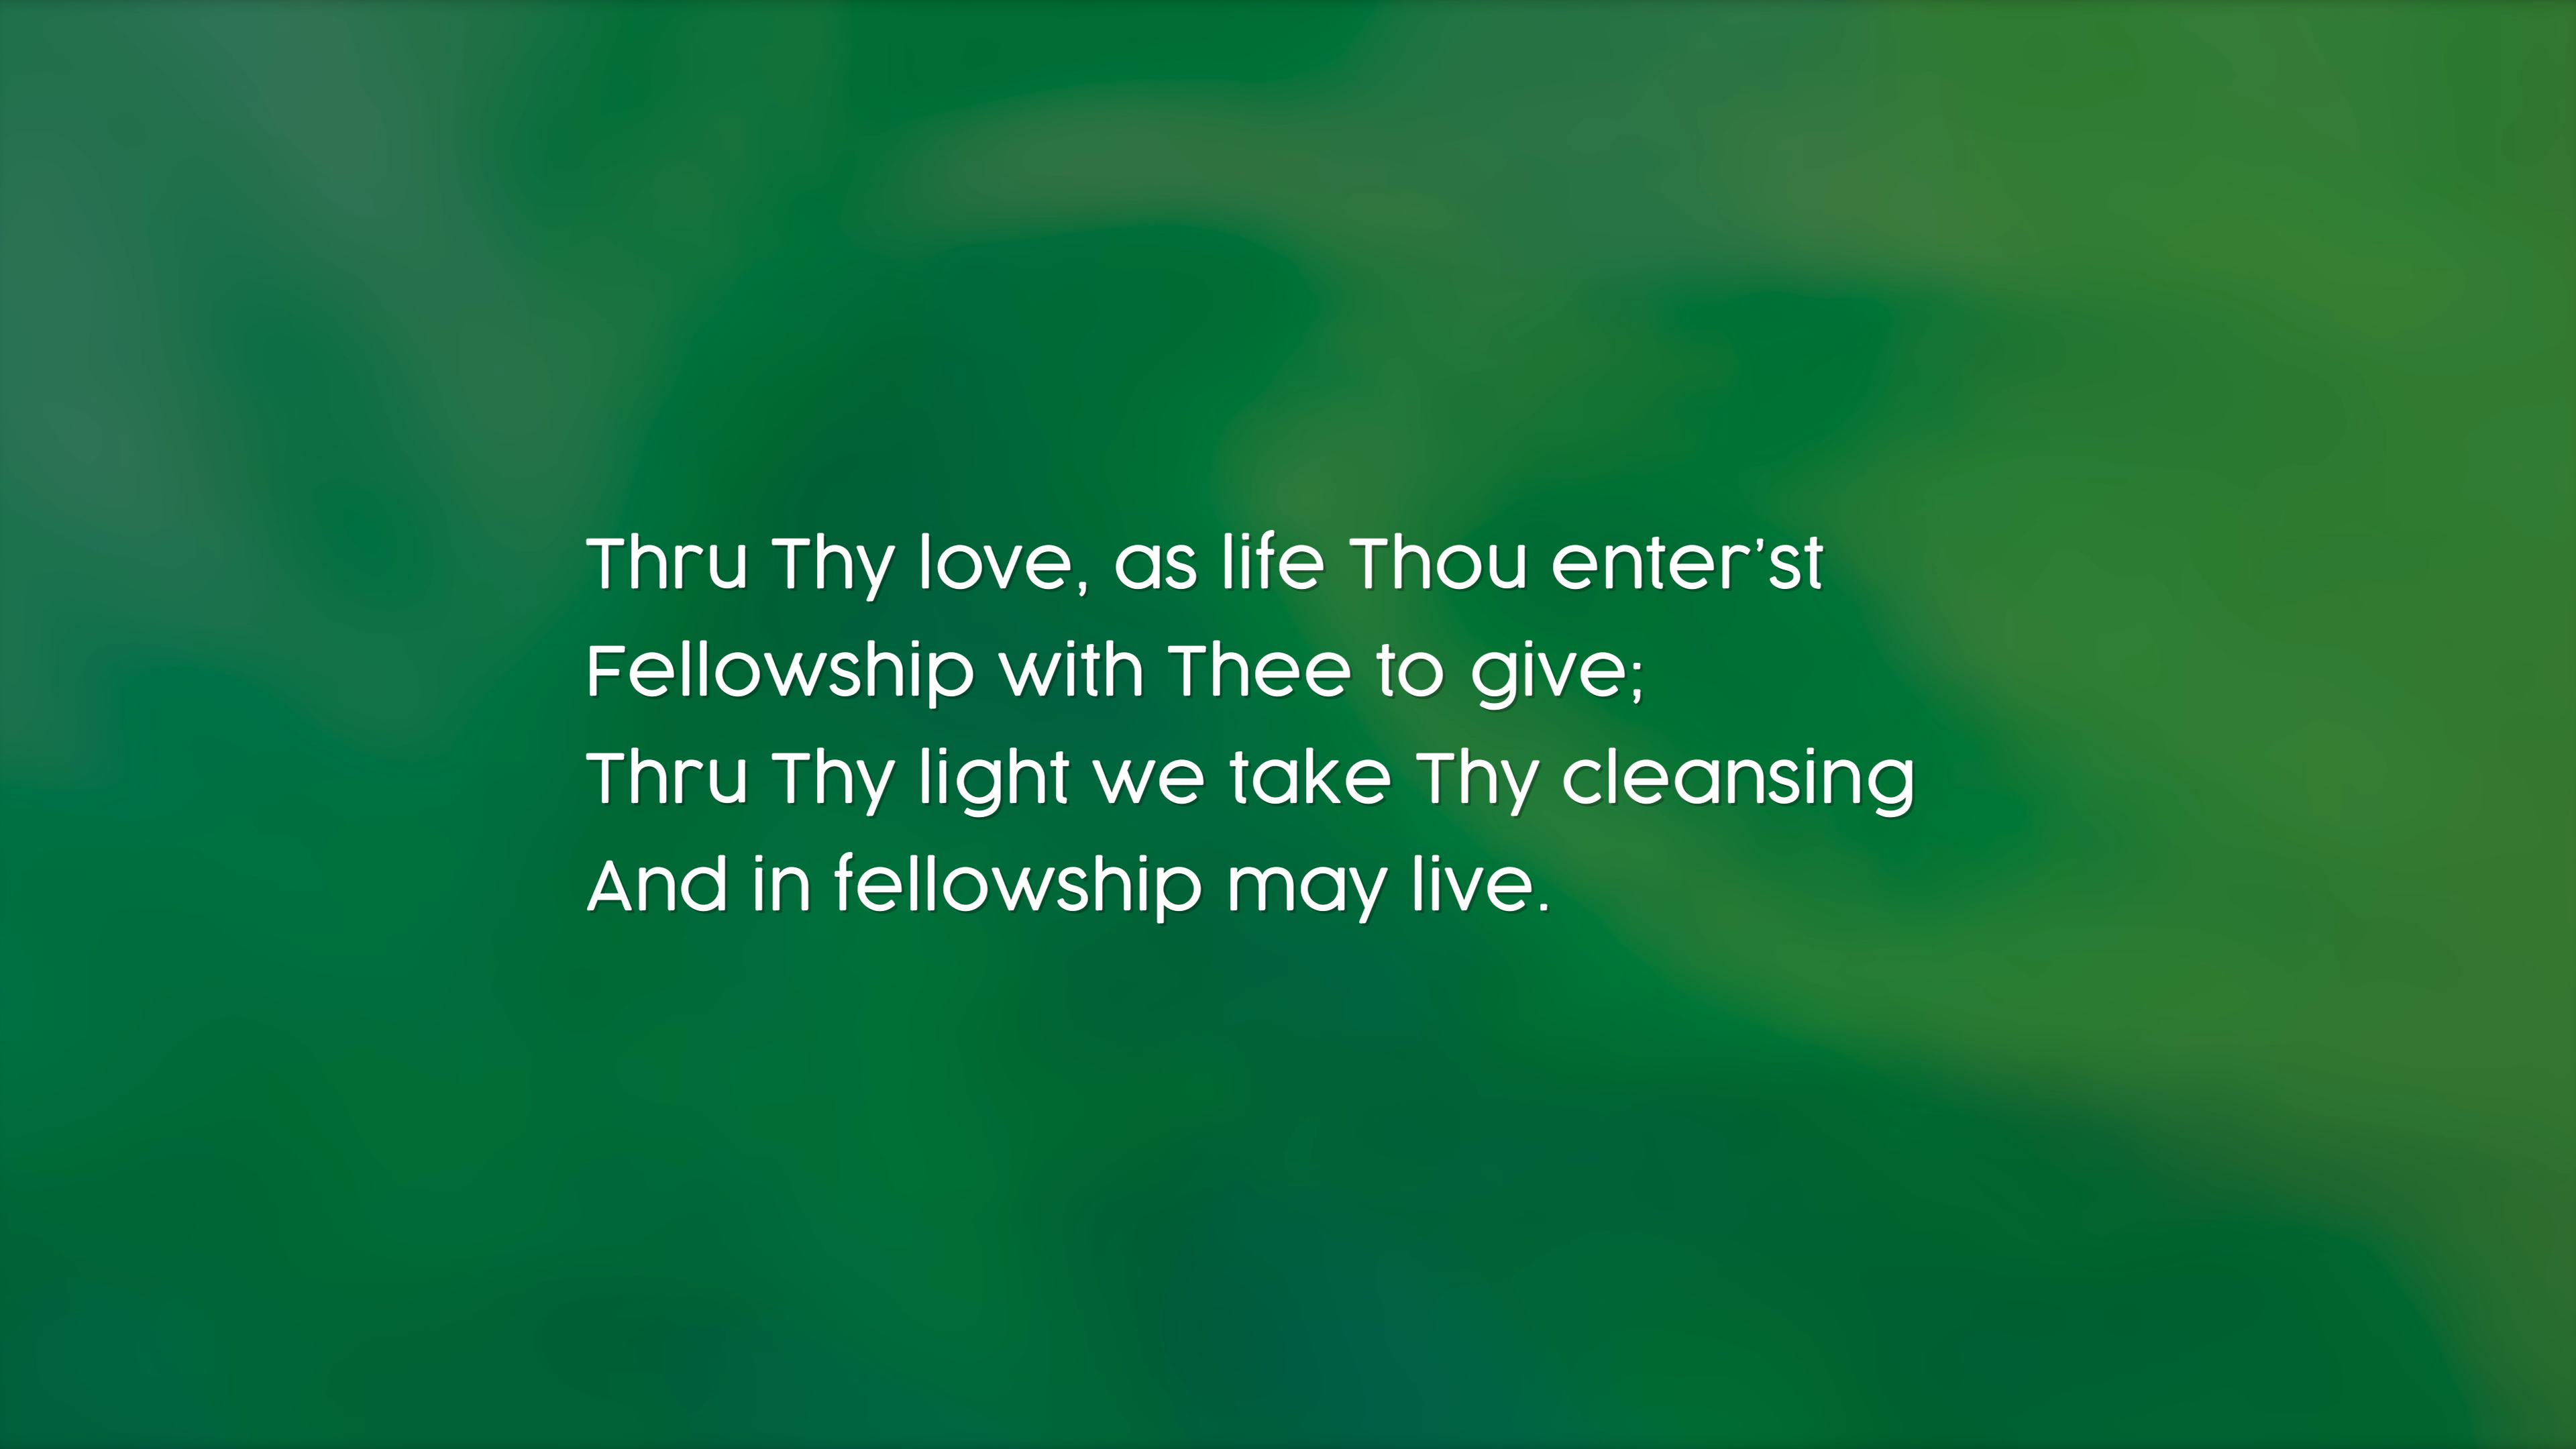 Thru Thy love, as life Thou enter’st
Fellowship with Thee to give;
Thru Thy light we take Thy cleansing
And in fellowship may live.